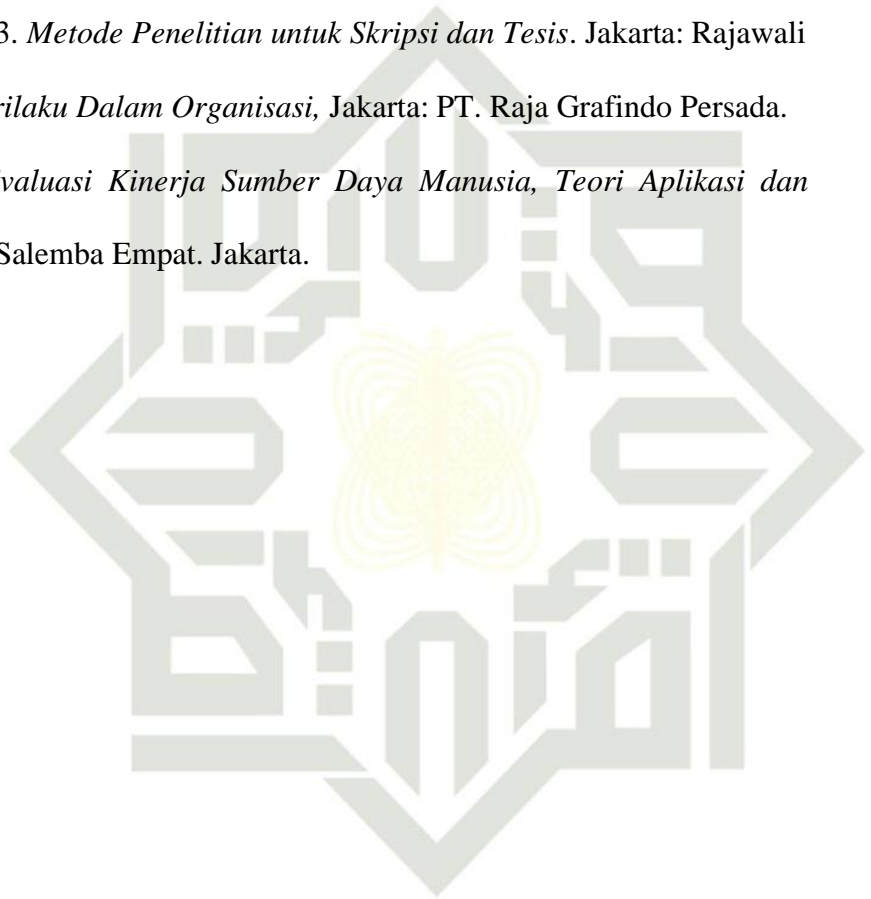 3. Metode Penelitian untuk Skripsi dan Tesis. Jakarta: Rajawali
rilaku Dalam Organisasi, Jakarta: PT. Raja Grafindo Persada.
valuasi Kinerja Sumber Daya Manusia, Teori Aplikasi dan
Salemba Empat. Jakarta.